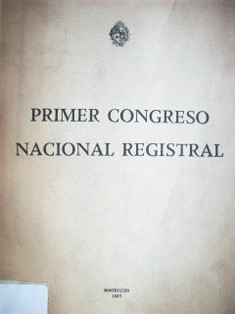 PRIMER CONGRESO
NACIONAL REGISTRAL
MONTEVIDEO